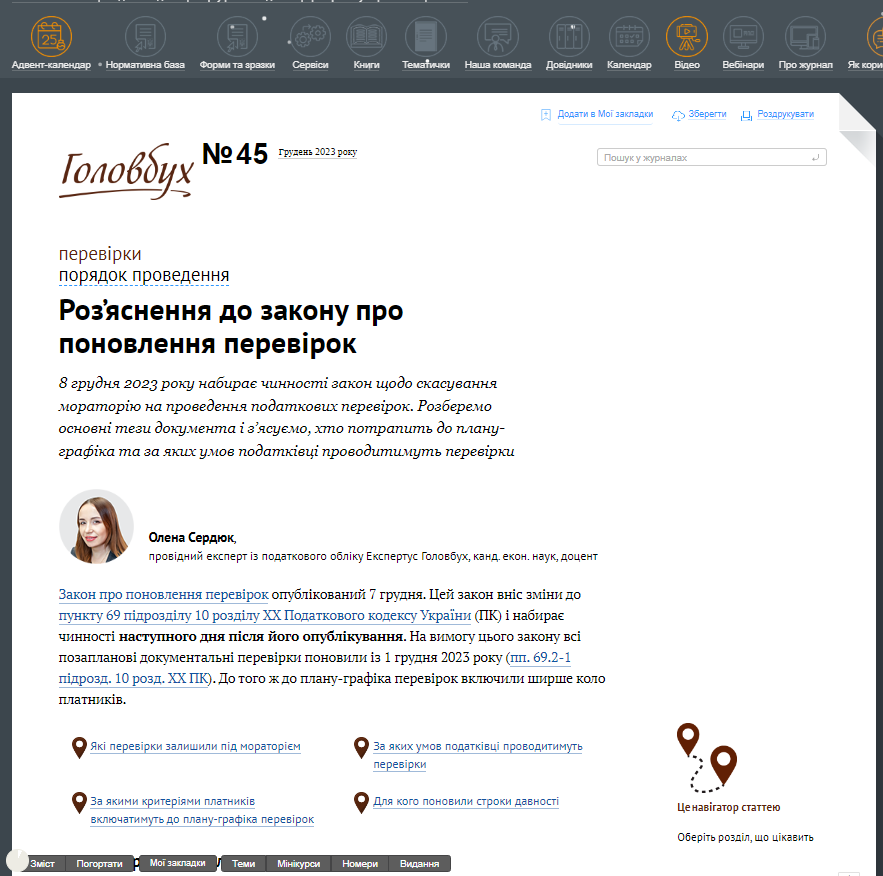 Адвент-календар
Нормативна база
Форми та зразки
Сервіси
Книги
Тематички
Наша команда
Довідники
Календар
Відео
Вебінари
Про журнал
Як кори
25
Додати в Мої закладки
Зберегти
Роздрукувати
Головбух
№ 45
Грудень 2023 року
Пошук у журналах
перевірки
порядок проведення
Роз’яснення до закону про
поновлення перевірок
8 грудня 2023 року набирає чинності закон щодо скасування
мораторію на проведення податкових перевірок. Розберемо
основні тези документа і з’ясуємо, хто потрапить до плану-
графіка та за яких умов податківці проводитимуть перевірки
Олена Сердюк,
провідний експерт із податкового обліку Експертус Головбух, канд. екон. наук, доцент
Закон про поновлення перевірок опублікований 7 грудня. Цей закон вніс зміни до
пункту 69 підрозділу 10 розділу XX Податкового кодексу України (ПК) і набирає
чинності наступного дня після його опублікування. На вимогу цього закону всі
позапланові документальні перевірки поновили із 1 грудня 2023 року (пп. 69.2-1
підрозд. 10 розд. XX ПК). До того ж до плану-графіка перевірок включили ширше коло
платників.
Які перевірки залишили під мораторієм
За яких умов податківці проводитимуть
перевірки
За якими критеріями платників
включатимуть до плану-графіка перевірок
Для кого поновили строки давності
Це навігатор статтею
Оберіть розділ, що цікавить
Зміст
Погортати
Мої закладки
Теми
Мінікурси
Номери
Видання